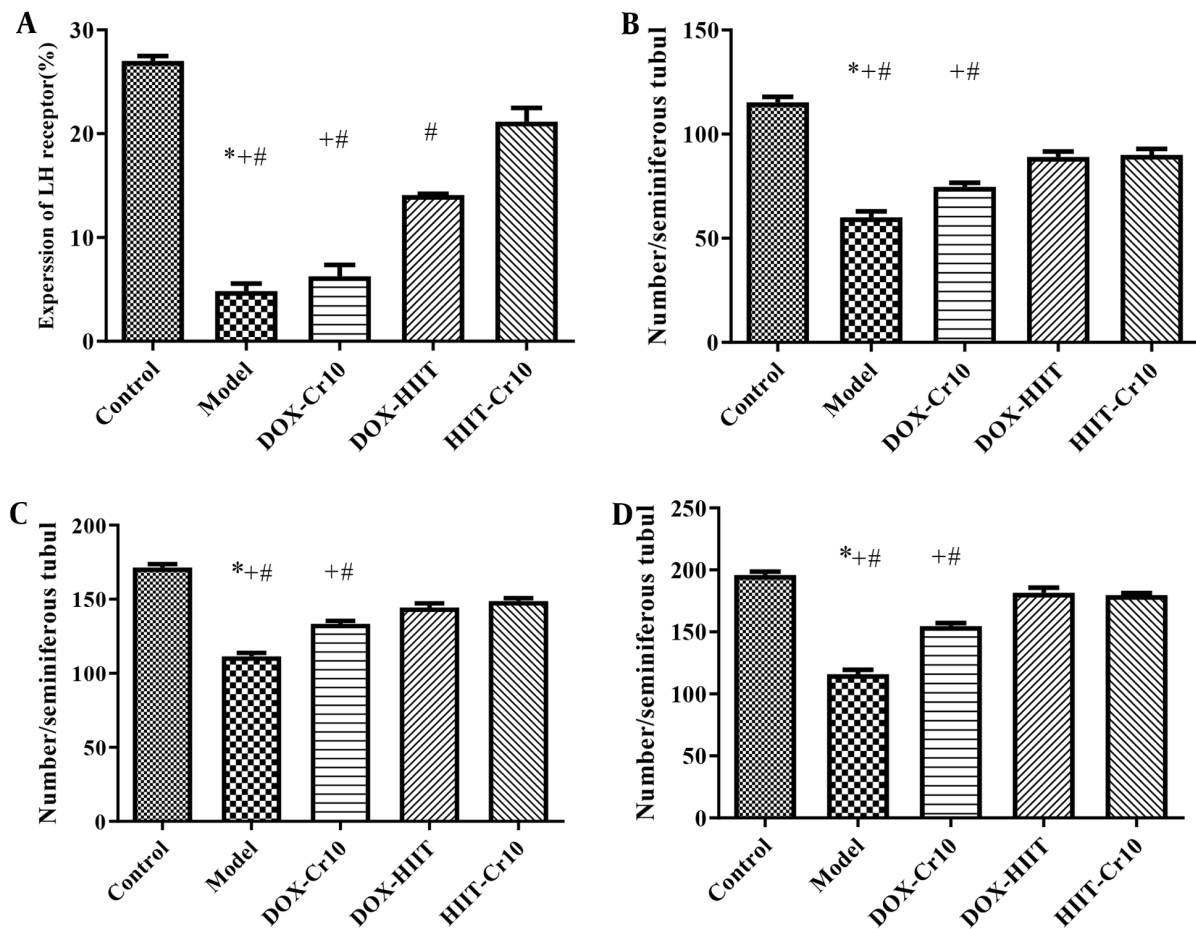 A
Experssion of LH receptor(%)
30
20
10
0
*+#
+#
#
Control
Model
DOX-Cr10
DOX-HIIT
HIIT-Cr10
B
Number/seminiferous tubul
150
100
50
0
*+#
+#
Control
Model
DOX-Cr10
DOX-HIIT
HIIT-Cr10
C
Number/seminiferous tubul
200
150
100
50
0
*+#
+#
Control
Model
DOX-Cr10
DOX-HIIT
HIIT-Cr10
D
Number/seminiferous tubul
250
200
150
100
50
0
*+#
+#
Control
Model
DOX-Cr10
DOX-HIIT
HIIT-Cr10